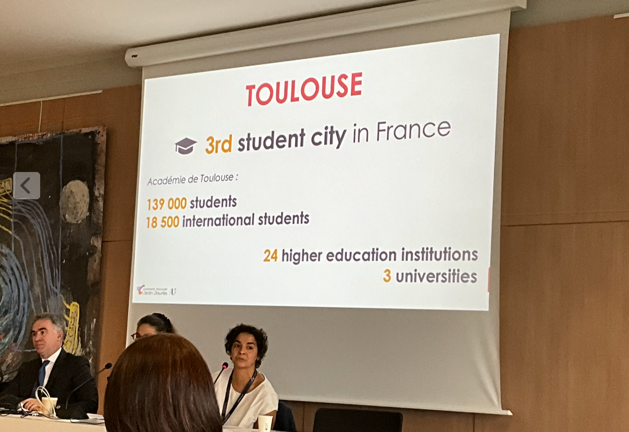 TOULOUSE
3rd student city in France
Académie de Toulouse :
139 000 students
18 500 international students
24 higher education institutions
3 universities